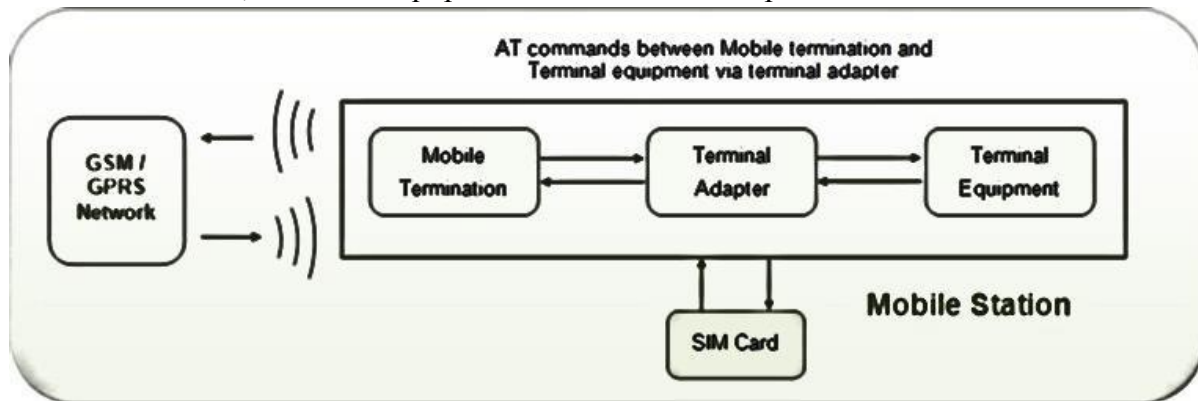 AT commands between Mobile termination and
Terminal equipment via terminal adapter
GSM /
GPRS
Network
Mobile
Termination
Terminal
Adapter
Terminal
Equipment
Mobile Station
SIM Card